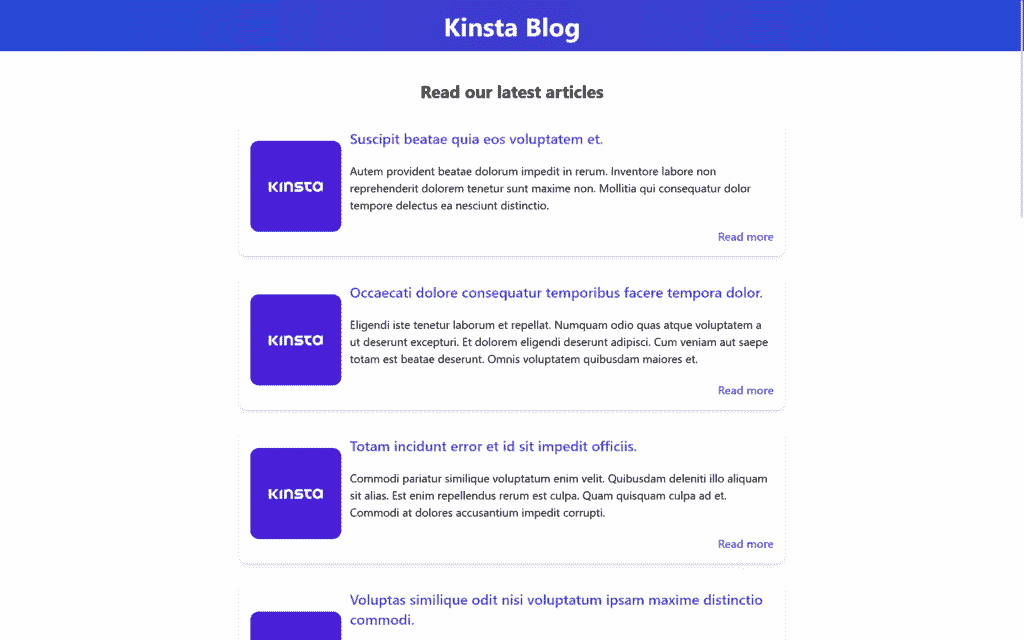 Kinsta Blog
Read our latest articles
Suscipit beatae quia eos voluptatem et.
KINSTA
Autem provident beatae dolorum impedit in rerum. Inventore labore non
reprehenderit dolorem tenetur sunt maxime non. Mollitia qui consequatur dolor
tempore delectus ea nesciunt distinctio.
Read more
Occaecati dolore consequatur temporibus facere tempora dolor.
KINSTA
Eligendi iste tenetur laborum et repellat. Numquam odio quas atque voluptatem a
ut deserunt excepturi. Et dolorem eligendi deserunt adipisci. Cum veniam aut saepe
totam est beatae deserunt. Omnis voluptatem quibusdam maiores et.
Read more
Totam incidunt error et id sit impedit officiis.
KINSTA
Commodi pariatur similique voluptatum enim velit. Quibusdam deleniti illo aliquam
sit alias. Est enim repellendus rerum est culpa. Quam quisquam culpa ad et.
Commodi at dolores accusantium impedit corrupti.
Read more
Voluptas similique odit nisi voluptatum ipsam maxime distinctio
commodi.